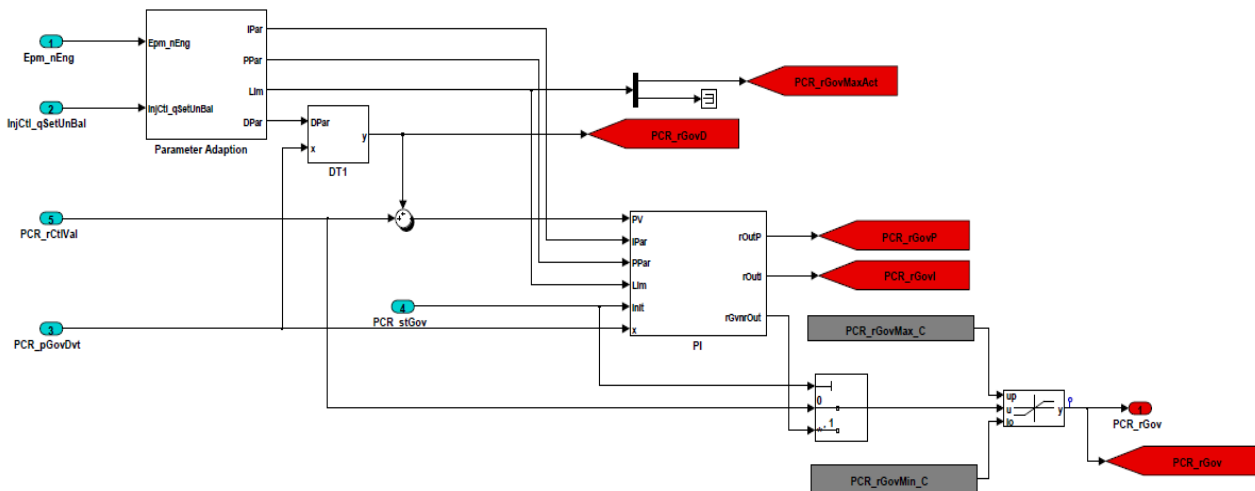 1
Epm_nEng
2
InjCtl_qSetUnBal
Epm_nEng
InjCtl_qSetUnBal
IPar
PPar
Lim
DPar
Parameter Adaption
DPar
x
y
DT1
PCR_rGovMaxAct
PCR_rGovD
5
PCR_rCtlVal
+
+
3
PCR_pGovDvt
4
PCR_stGov
PV
IPar
PPar
Lim
Init
x
rOutP
rOutI
rGvnrOut
PI
PCR_rGovP
PCR_rGovI
PCR_rGovMax_C
0
1
up
u
lo
y
1
PCR_rGov
PCR_rGov
PCR_rGovMin_C